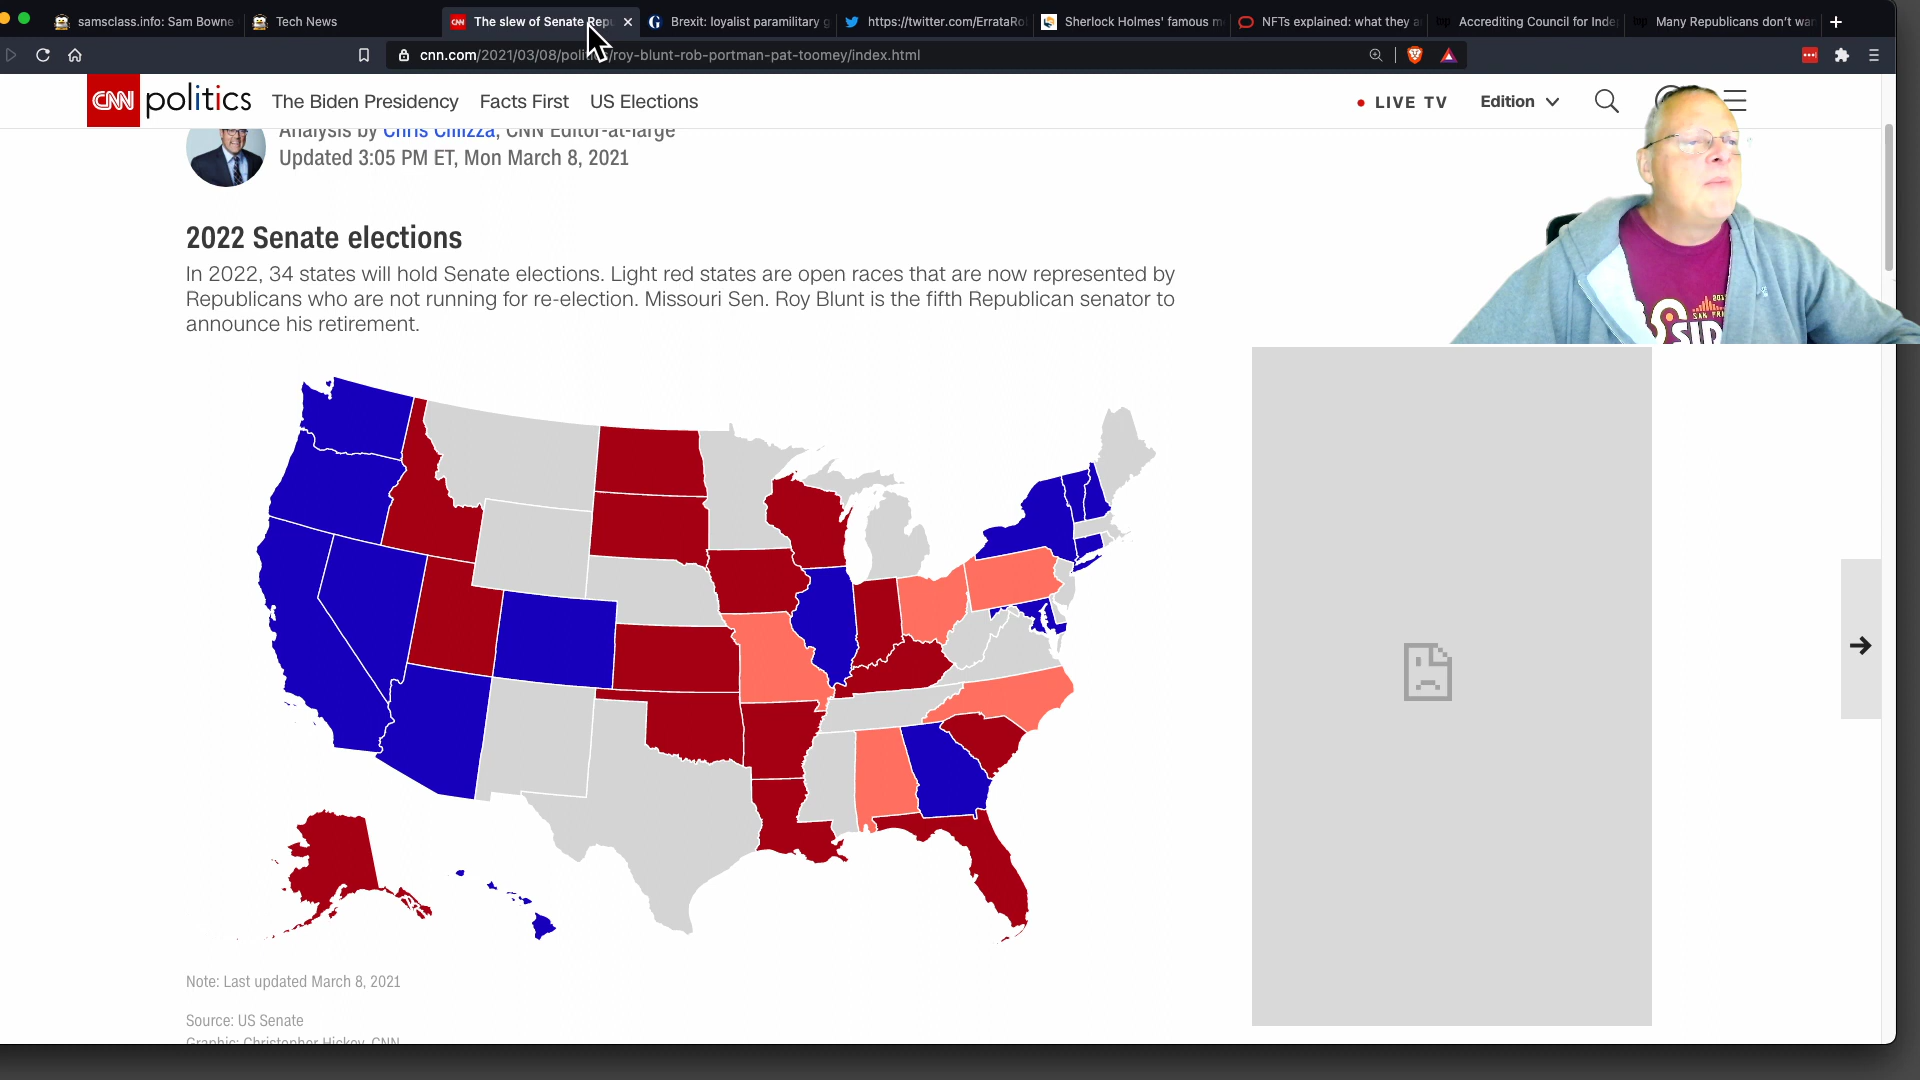 samsclass.info: Sam Bowne
Tech News
The slew of Senate Repu
Brexit: loyalist paramilitary g
https://twitter.com/ErrataRo
Sherlock Holmes' famous m
NFTs explained: what they a
Accrediting Council for Inde
Many Republicans don't wa
cnn.com/2021/03/08/politics/roy-blunt-rob-portman-pat-toomey/index.html
CNN politics
The Biden Presidency
Facts First
US Elections
LIVE TV
Edition
Analysis by Chris Cillizza, CNN Editor-at-large
Updated 3:05 PM ET, Mon March 8, 2021
2022 Senate elections
In 2022, 34 states will hold Senate elections. Light red states are open races that are now represented by
Republicans who are not running for re-election. Missouri Sen. Roy Blunt is the fifth Republican senator to
announce his retirement.
Note: Last updated March 8, 2021
Source: US Senate
Graphic: Christopher Hickey, CNN